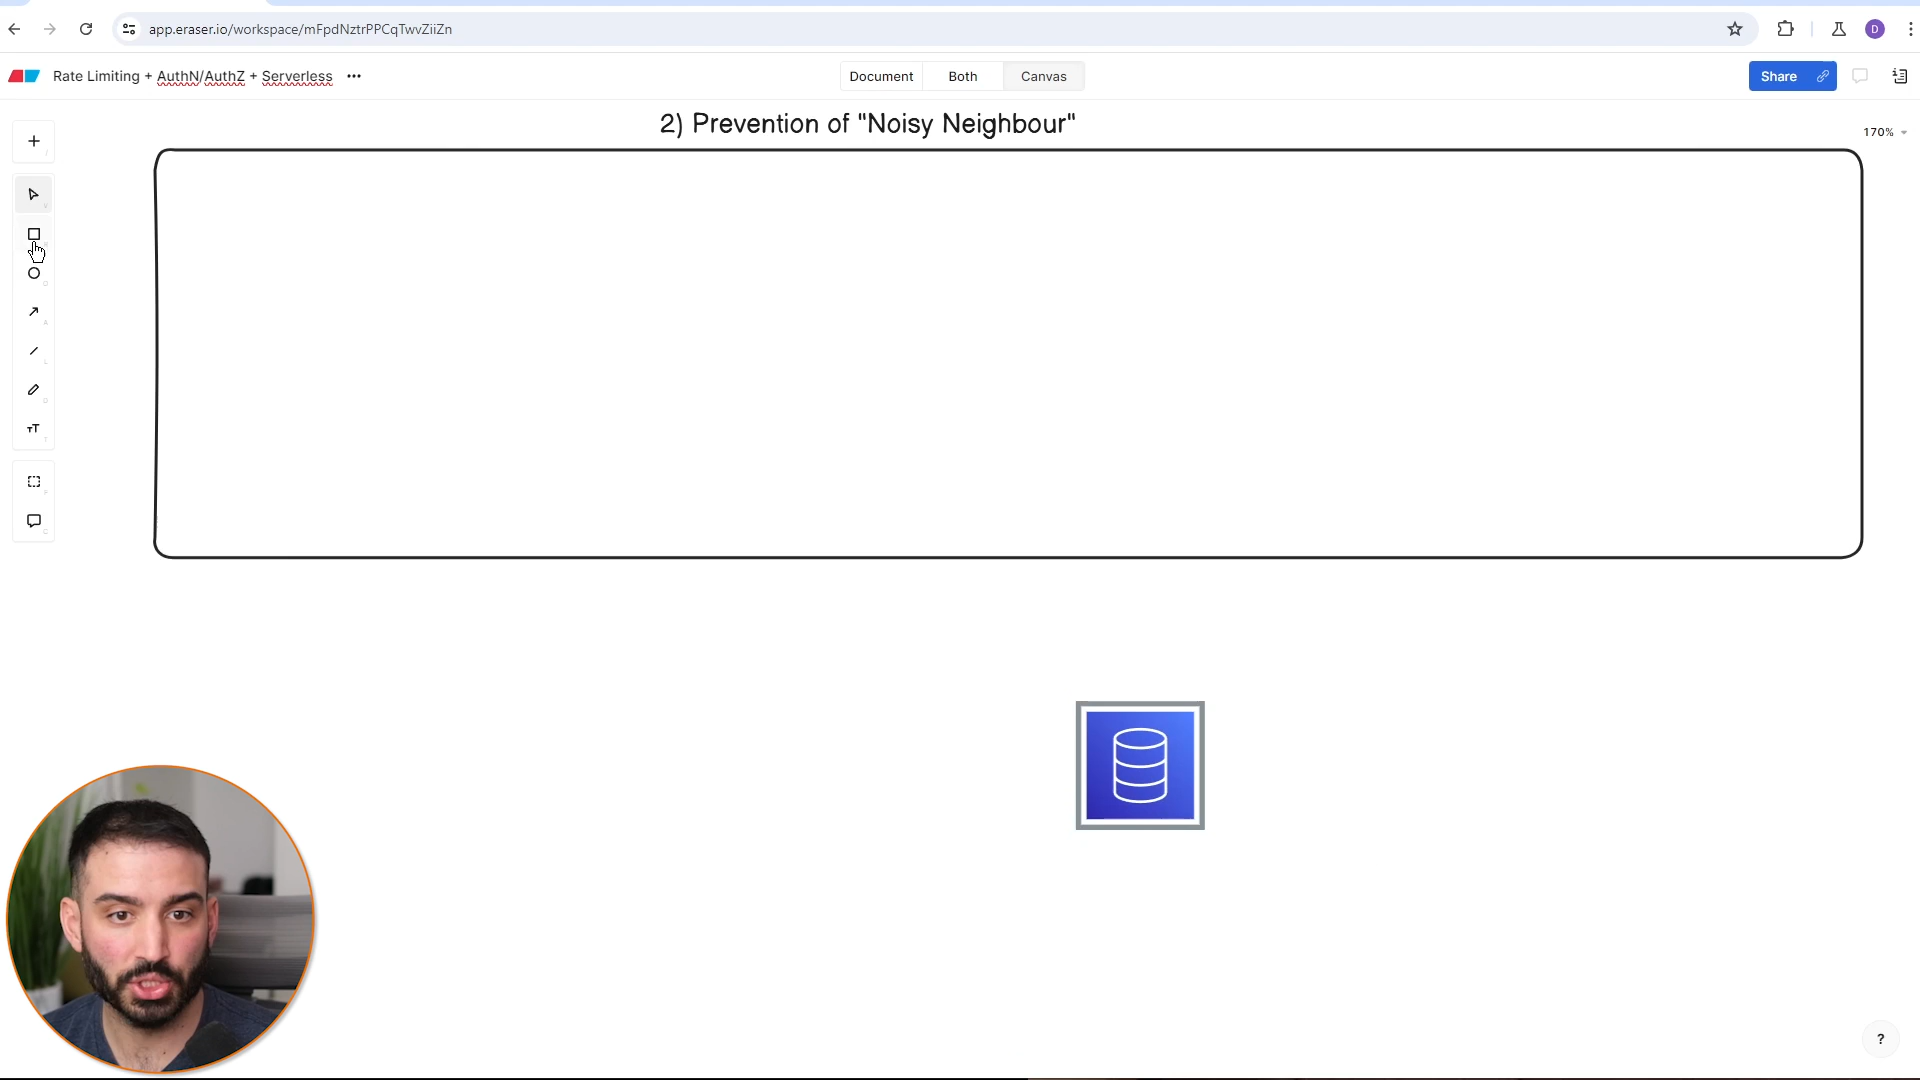 app.eraser.io/workspace/mFpdNztrPPCqTwvZiiZn
D
Rate Limiting + AuthN/AuthZ + Serverless
Document
Both
Canvas
Share
2) Prevention of "Noisy Neighbour"
170%
тT
?